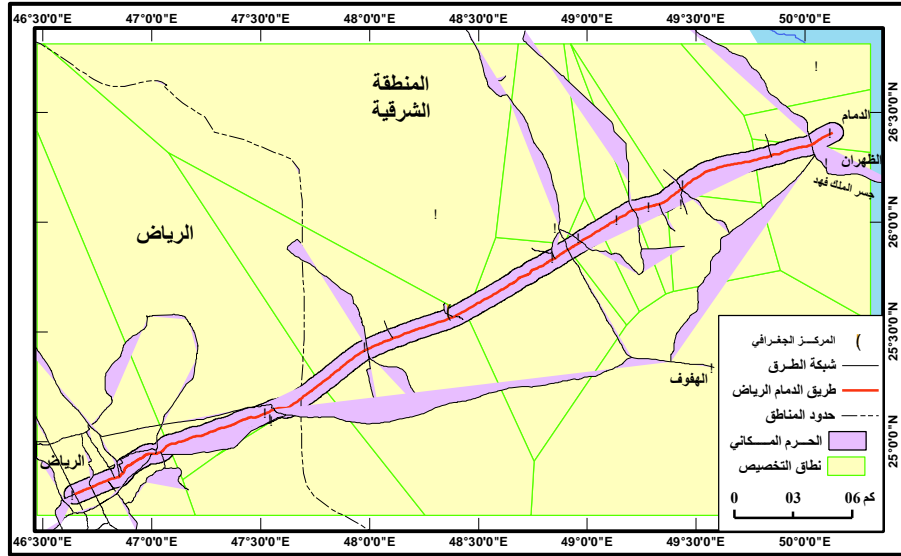 46°30'0"E 47°0'0"E 47°30'0"E 48°0'0"E 48°30'0"E 49°0'0"E 49°30'0"E 50°0'0"E
المنطقة
الشرقية
26°30'0"N
الدمام
الظهران
جسر الملك فهد
26°0'0"N
الرياض
25°30'0"N
الهفوف
25°0'0"N
الرياض
المركز الجغرافي
شبكة الطرق
طريق الدمام الرياض
حدود المناطق
الحرم المكاني
نطاق التخصيص
0 03 06 كم
46°30'0"E 47°0'0"E 47°30'0"E 48°0'0"E 48°30'0"E 49°0'0"E 49°30'0"E 50°0'0"E